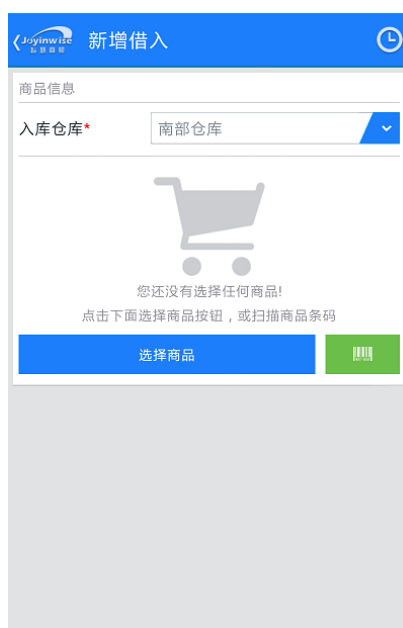 Joyinwise
新增借入
商品信息
入库仓库*
南部仓库
您还没有选择任何商品!
点击下面选择商品按钮，或扫描商品条码
选择商品